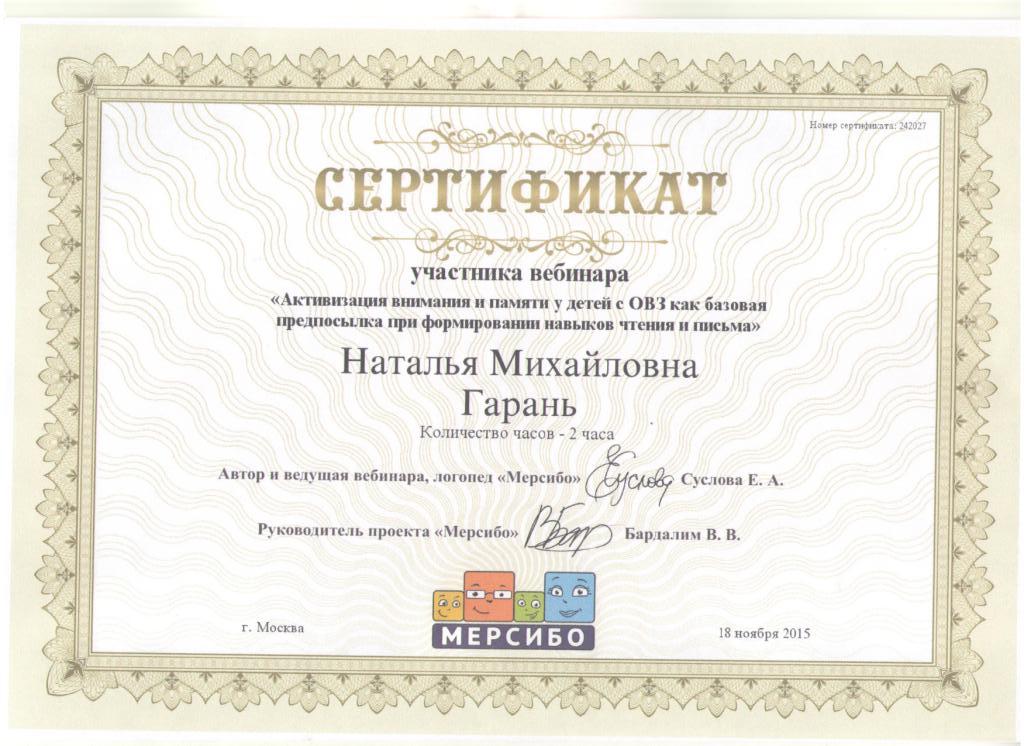 Номер сертификата: 242027
СЕРТИФИКАТ
участника вебинара
«Активизация внимания и памяти у детей с ОВЗ как базовая
предпосылка при формировании навыков чтения и письма»
Наталья Михайловна
Гарань
Количество часов - 2 часа
Автор и ведущая вебинара, логопед «Мерсибо» Суслова Суслова Е. А.
Руководитель проекта «Мерсибо» Бардалим В. В.
МЕРСИБО
г. Москва 18 ноября 2015